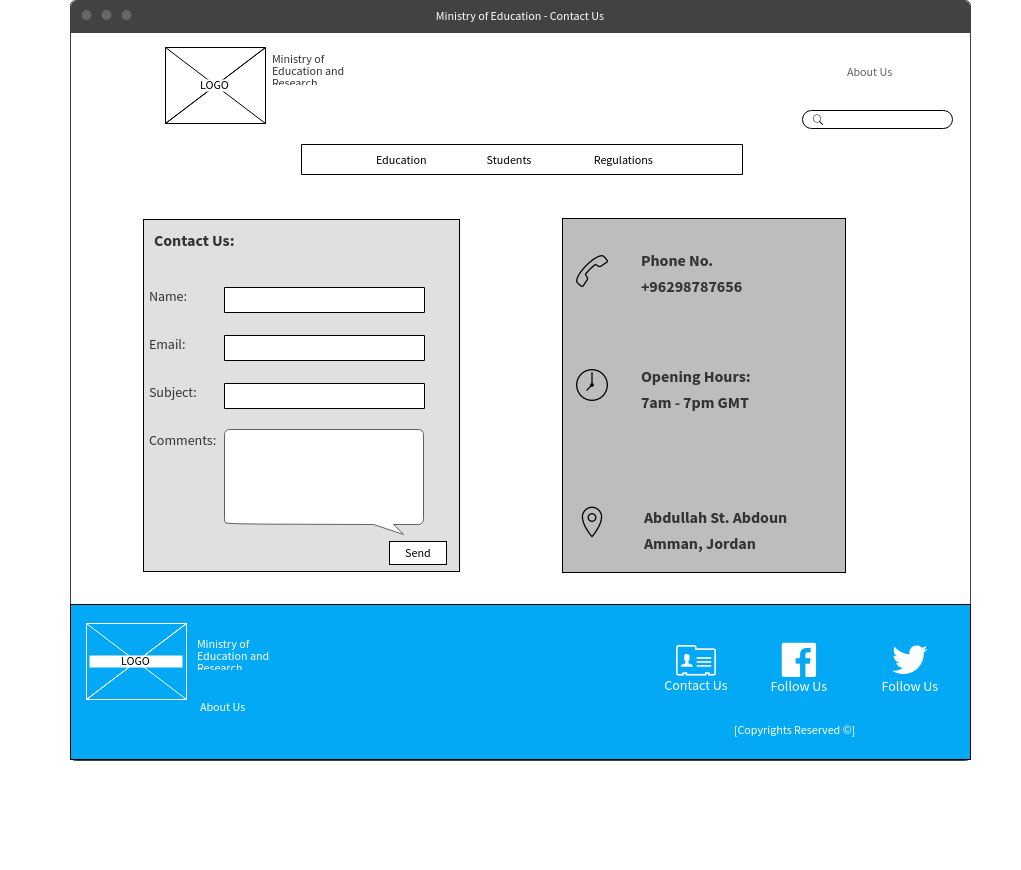 Ministry of Education - Contact Us
LOGO
Ministry of
Education and
Research
About Us
Education
Students
Regulations
Contact Us:
Name:
Email:
Subject:
Comments:
Send
Phone No.
+96298787656
Opening Hours:
7am - 7pm GMT
Abdullah St. Abdoun
Amman, Jordan
LOGO
Ministry of
Education and
Research
About Us
Contact Us
Follow Us
Follow Us
[Copyrights Reserved ©]